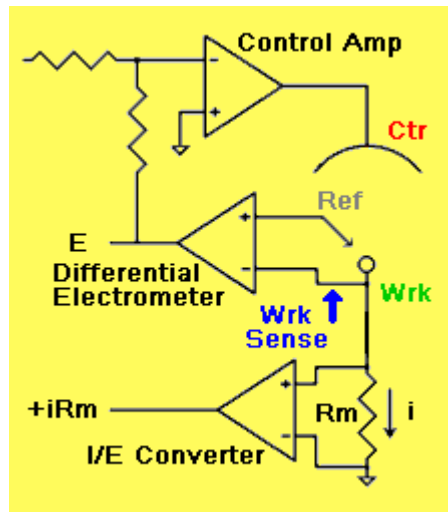 Control Amp
-
+
Ctr
Ref
+
-
E
Differential
Electrometer
Wrk
Wrk
Sense
+iRm
+
-
Rm
i
I/E Converter